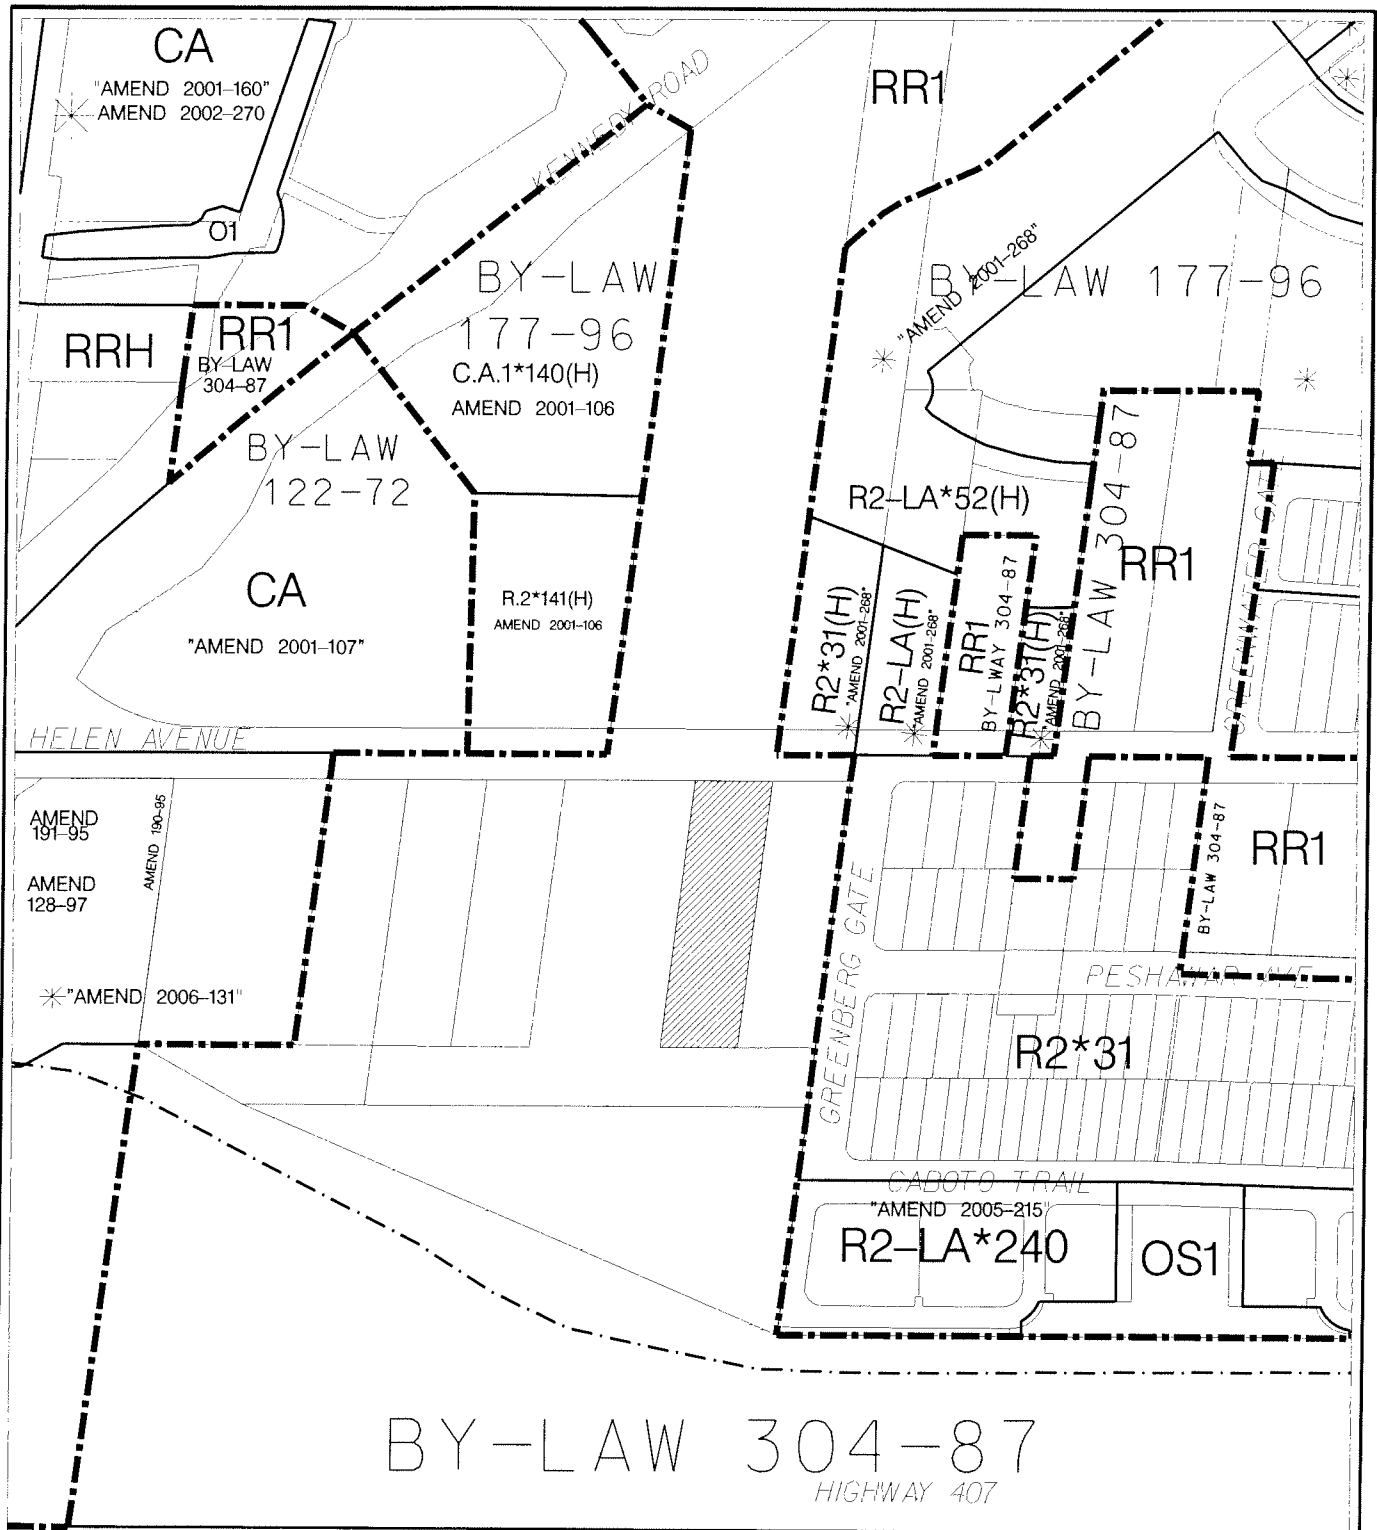 CA
"AMEND 2001-160"
AMEND 2002-270
O1
KENNEDY ROAD
RR1
RRH
RR1
BY-LAW
304-87
BY-LAW
177-96
C.A.1*140(H)
AMEND 2001-106
BY-LAW 177-96
"AMEND 2001-268"
BY-LAW
122-72
CA
"AMEND 2001-107"
R.2*141(H)
AMEND 2001-106
R2-LA*52(H)
R2*31(H)
"AMEND 2001-268"
R2-LA(H)
"AMEND 2001-268"
RR1
BY-LWAY 304-87
R2*31(H)
"AMEND 2001-268"
BY-LAW 304-87
RR1
GREENWATER GATE
HELEN AVENUE
AMEND
191-95
AMEND 190-95
AMEND
128-97
"AMEND 2006-131"
GREENBERG GATE
BY-LAW 304-87
RR1
PESHAWAR AVE
R2*31
CABOTO TRAIL
"AMEND 2005-215"
R2-LA*240
OS1
BY-LAW 304-87
HIGHWAY 407